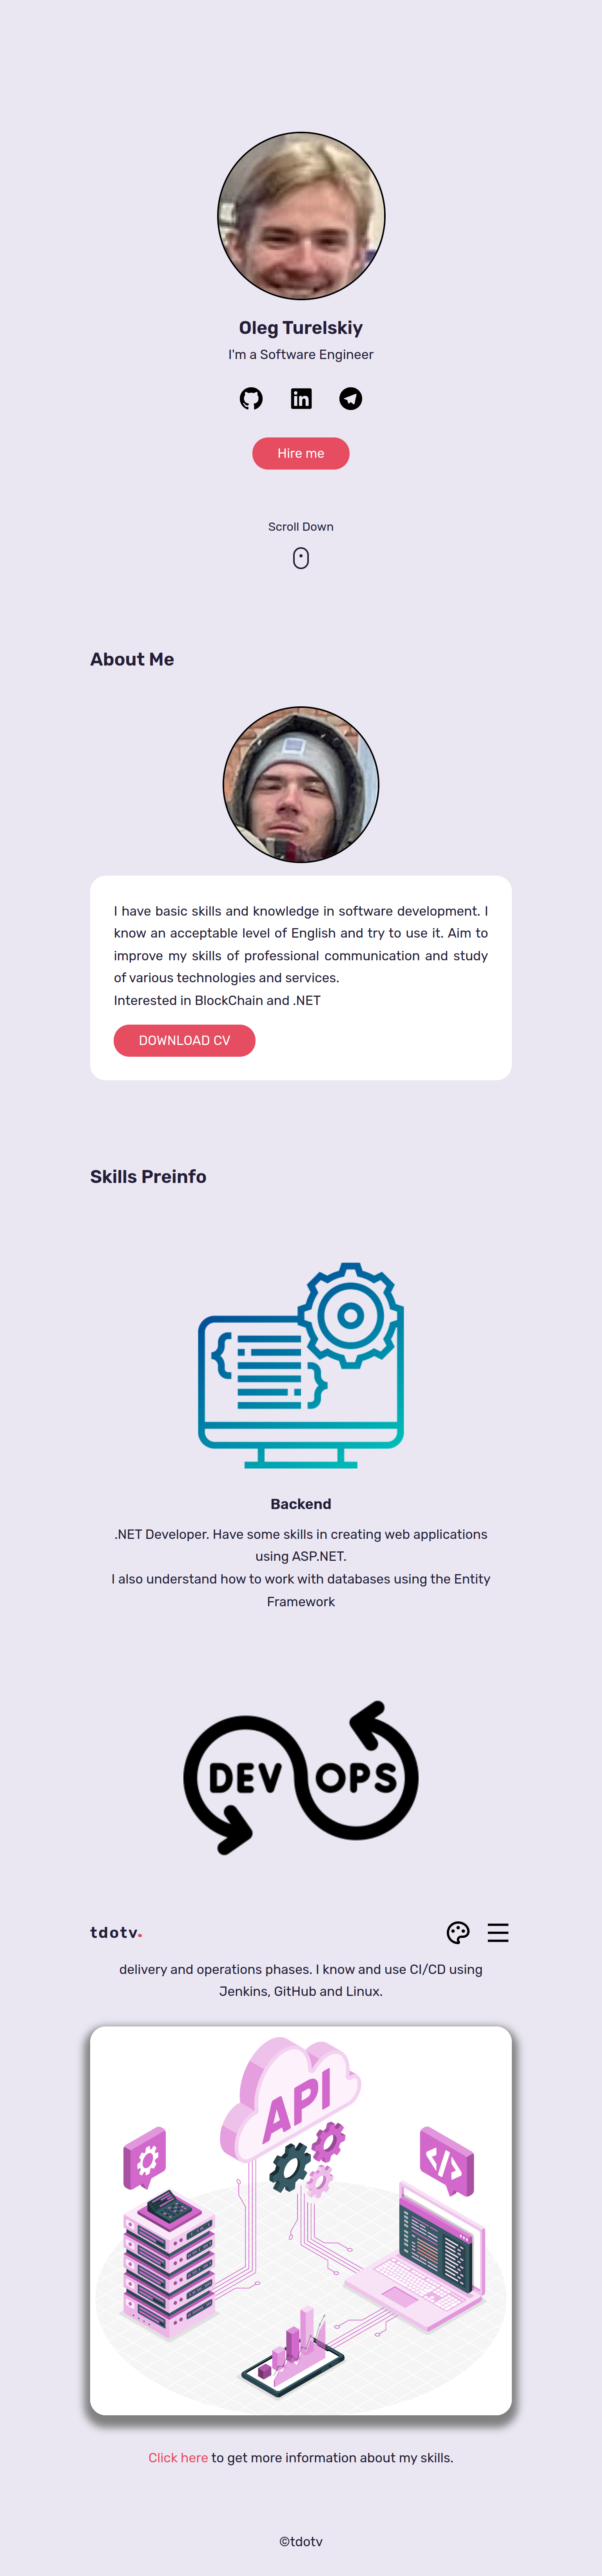 Oleg Turelskiy
I'm a Software Engineer
Hire me
Scroll Down
About Me
I have basic skills and knowledge in software development. I
know an acceptable level of English and try to use it. Aim to
improve my skills of professional communication and study
of various technologies and services.
Interested in BlockChain and .NET
DOWNLOAD CV
Skills Preinfo
Backend
.NET Developer. Have some skills in creating web applications
using ASP.NET.
I also understand how to work with databases using the Entity
Framework
DEV OPS
tdotv.
delivery and operations phases. I know and use CI/CD using
Jenkins, GitHub and Linux.
API
</>
Click here to get more information about my skills.
©tdotv